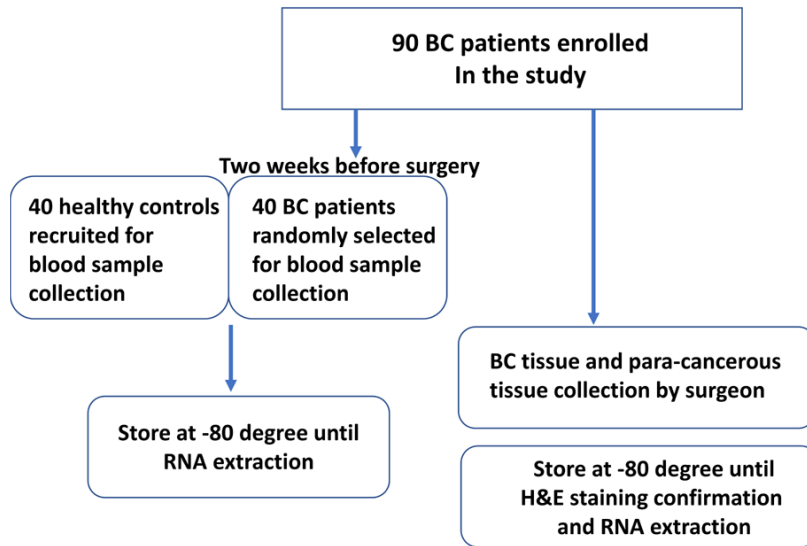 90 BC patients enrolled
In the study
Two weeks before surgery
40 healthy controls
recruited for
blood sample
collection
40 BC patients
randomly selected
for blood sample
collection
Store at -80 degree until
RNA extraction
BC tissue and para-cancerous
tissue collection by surgeon
Store at -80 degree until
H&E staining confirmation
and RNA extraction